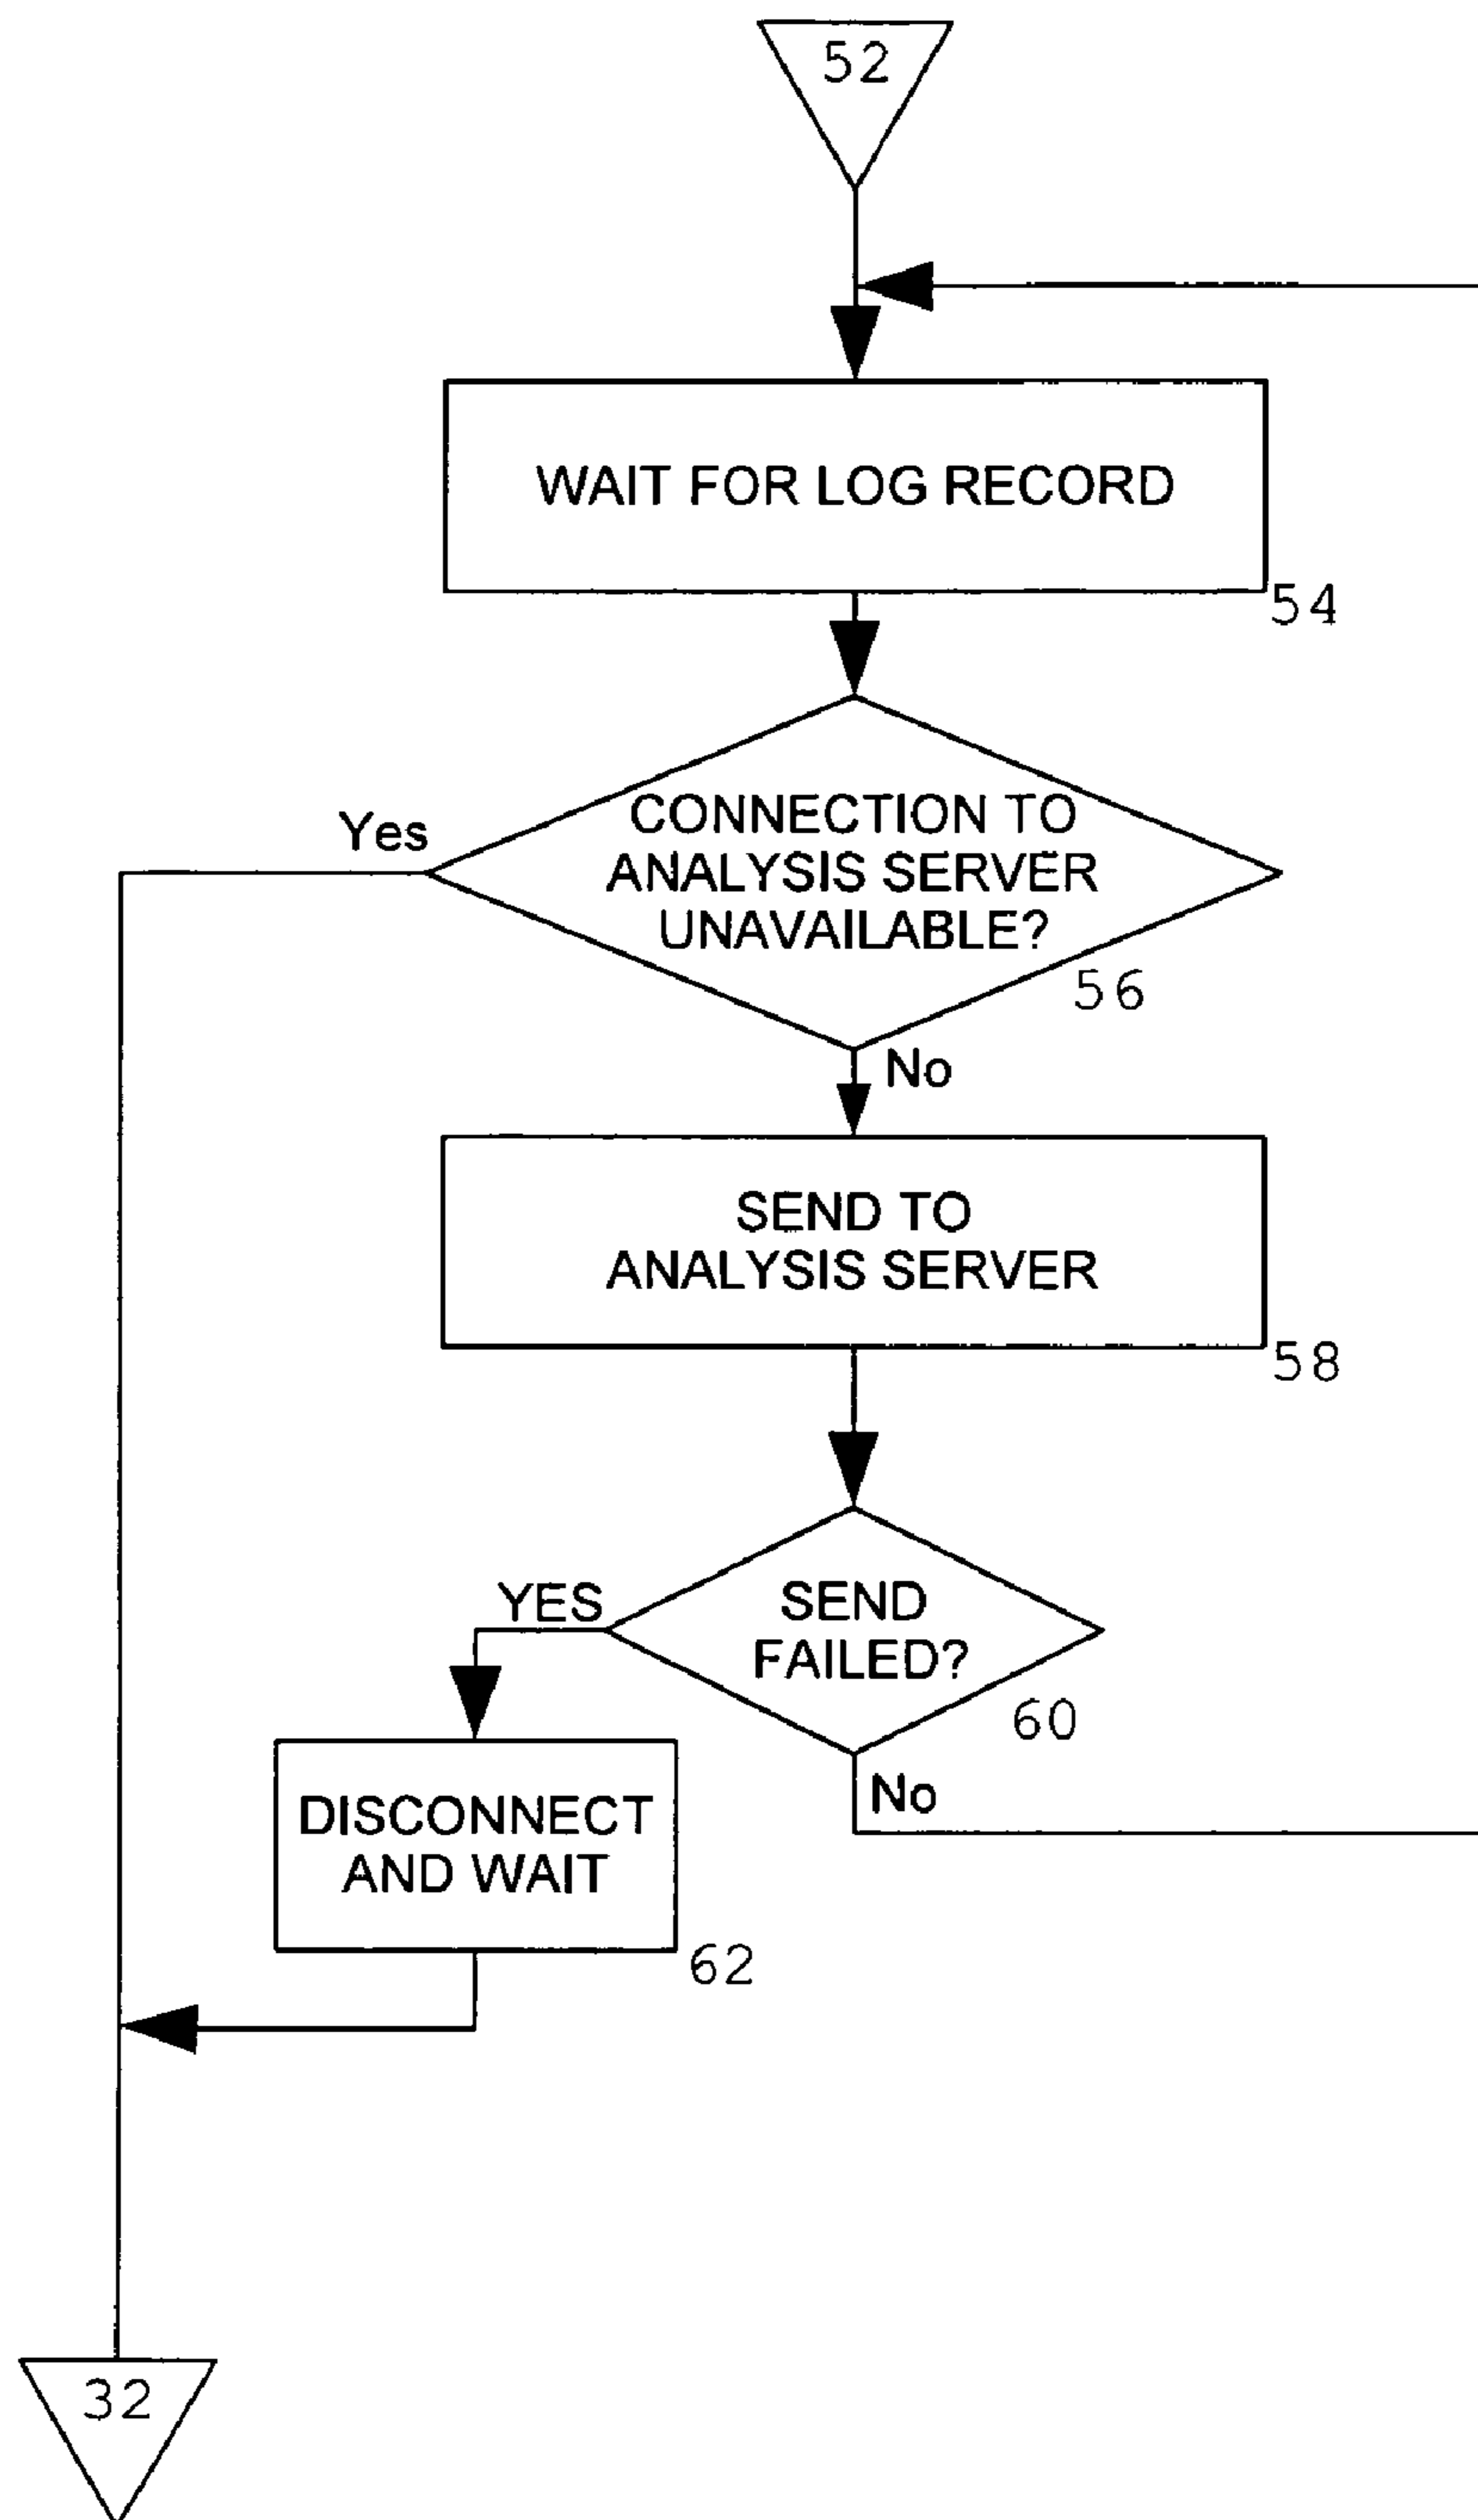 52
WAIT FOR LOG RECORD
54
Yes
CONNECTION TO
ANALYSIS SERVER
UNAVAILABLE?
56
No
SEND TO
ANALYSIS SERVER
58
YES
SEND
FAILED?
60
No
DISCONNECT
AND WAIT
62
32